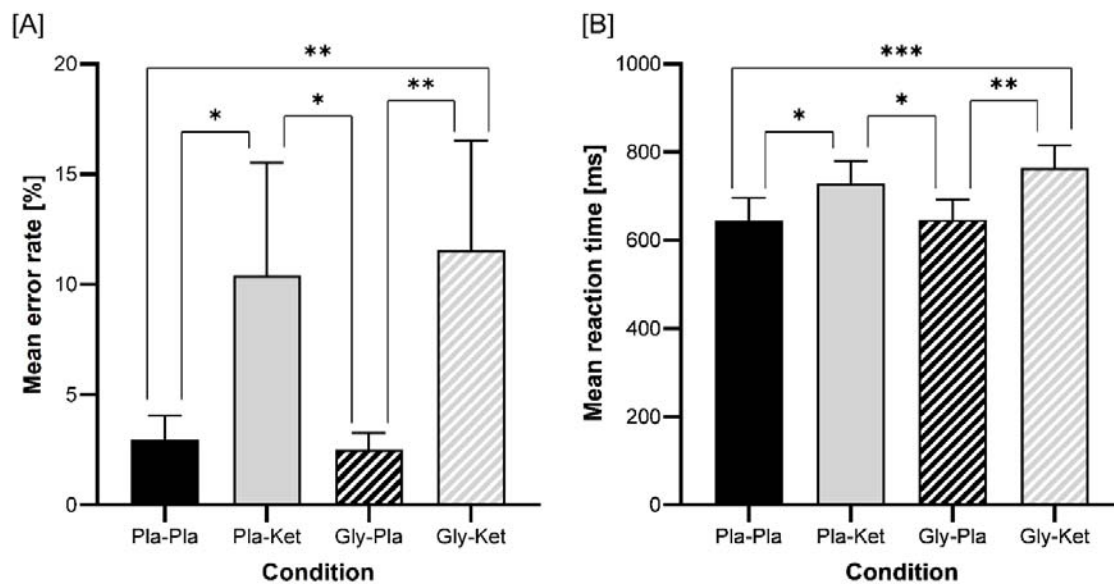 [A]
20
15
10
5
0
Mean error rate [%]
**
*
*
**
Pla-Pla Pla-Ket Gly-Pla Gly-Ket
Condition
[B]
1000
800
600
400
200
0
Mean reaction time [ms]
***
*
*
**
Pla-Pla Pla-Ket Gly-Pla Gly-Ket
Condition